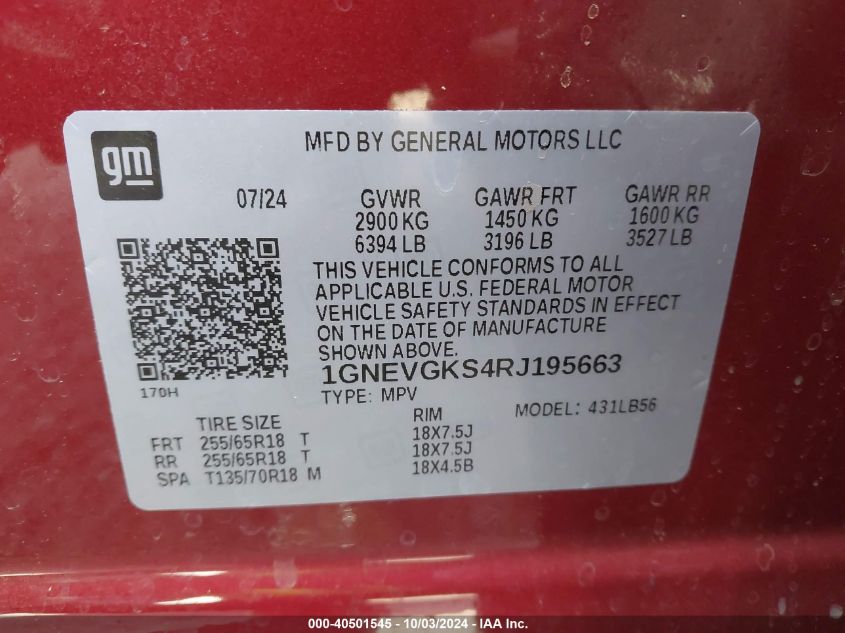 gm
MFD BY GENERAL MOTORS LLC
07/24 GVWR GAWR FRT GAWR RR
2900 KG 1450 KG 1600 KG
6394 LB 3196 LB 3527 LB
THIS VEHICLE CONFORMS TO ALL
APPLICABLE U.S. FEDERAL MOTOR
VEHICLE SAFETY STANDARDS IN EFFECT
ON THE DATE OF MANUFACTURE
SHOWN ABOVE.
1GNEVGKS4RJ195663
170H
TYPE: MPV MODEL: 431LB56
TIRE SIZE RIM
FRT 255/65R18 T 18X7.5J
RR 255/65R18 T 18X7.5J
SPA T135/70R18 M 18X4.5B
000-40501545 - 10/03/2024 - IAA Inc.